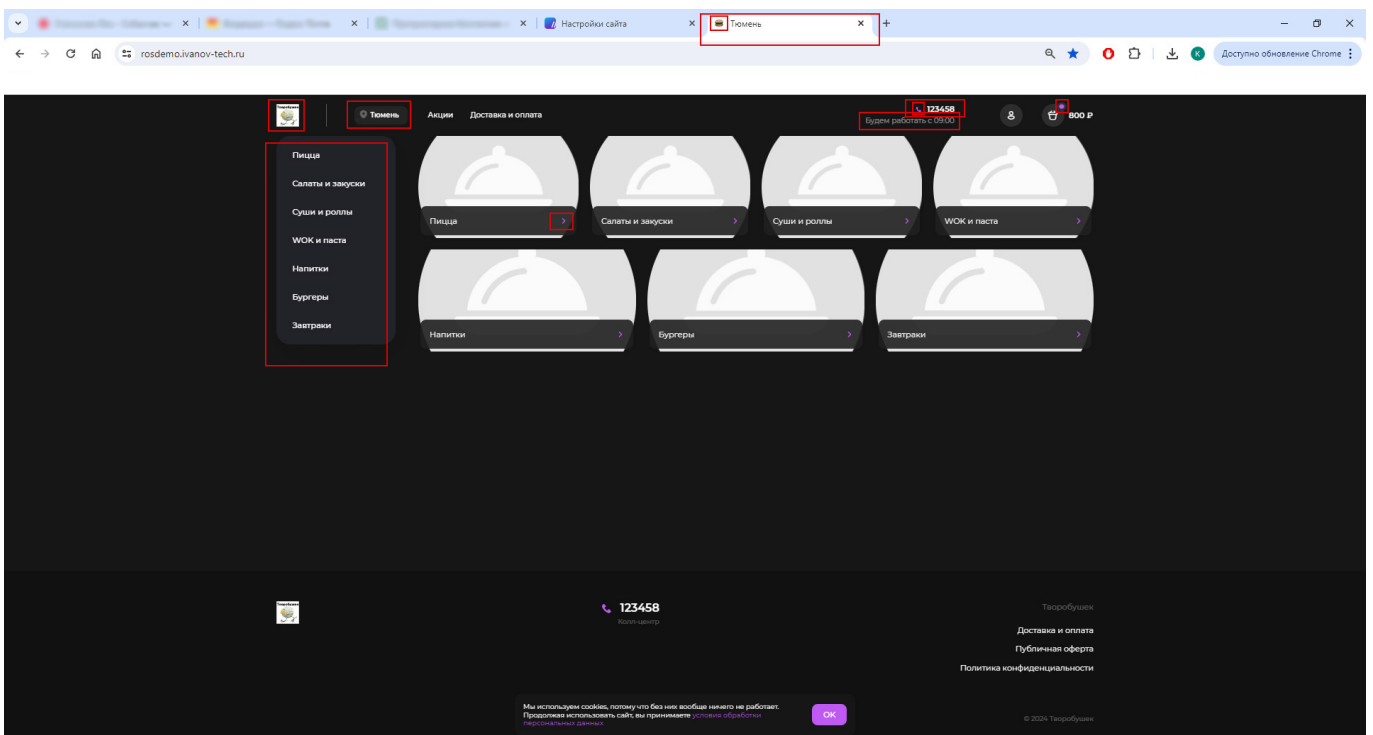 Настройки сайта
Тюмень
rosdemo.ivanov-tech.ru
Доступно обновление Chrome
Творобушек
Тюмень
Акции
Доставка и оплата
123458
Будем работать с 09:00
800 ₽
Пицца
Салаты и закуски
Суши и роллы
WOK и паста
Напитки
Бургеры
Завтраки
Пицца
Салаты и закуски
Суши и роллы
WOK и паста
Напитки
Бургеры
Завтраки
123458
Колл-центр
Творобушек
Доставка и оплата
Публичная оферта
Политика конфиденциальности
Мы используем cookies, потому что без них вообще ничего не работает.
Продолжая использовать сайт, вы принимаете условия обработки
персональных данных
OK
© 2024 Творобушек